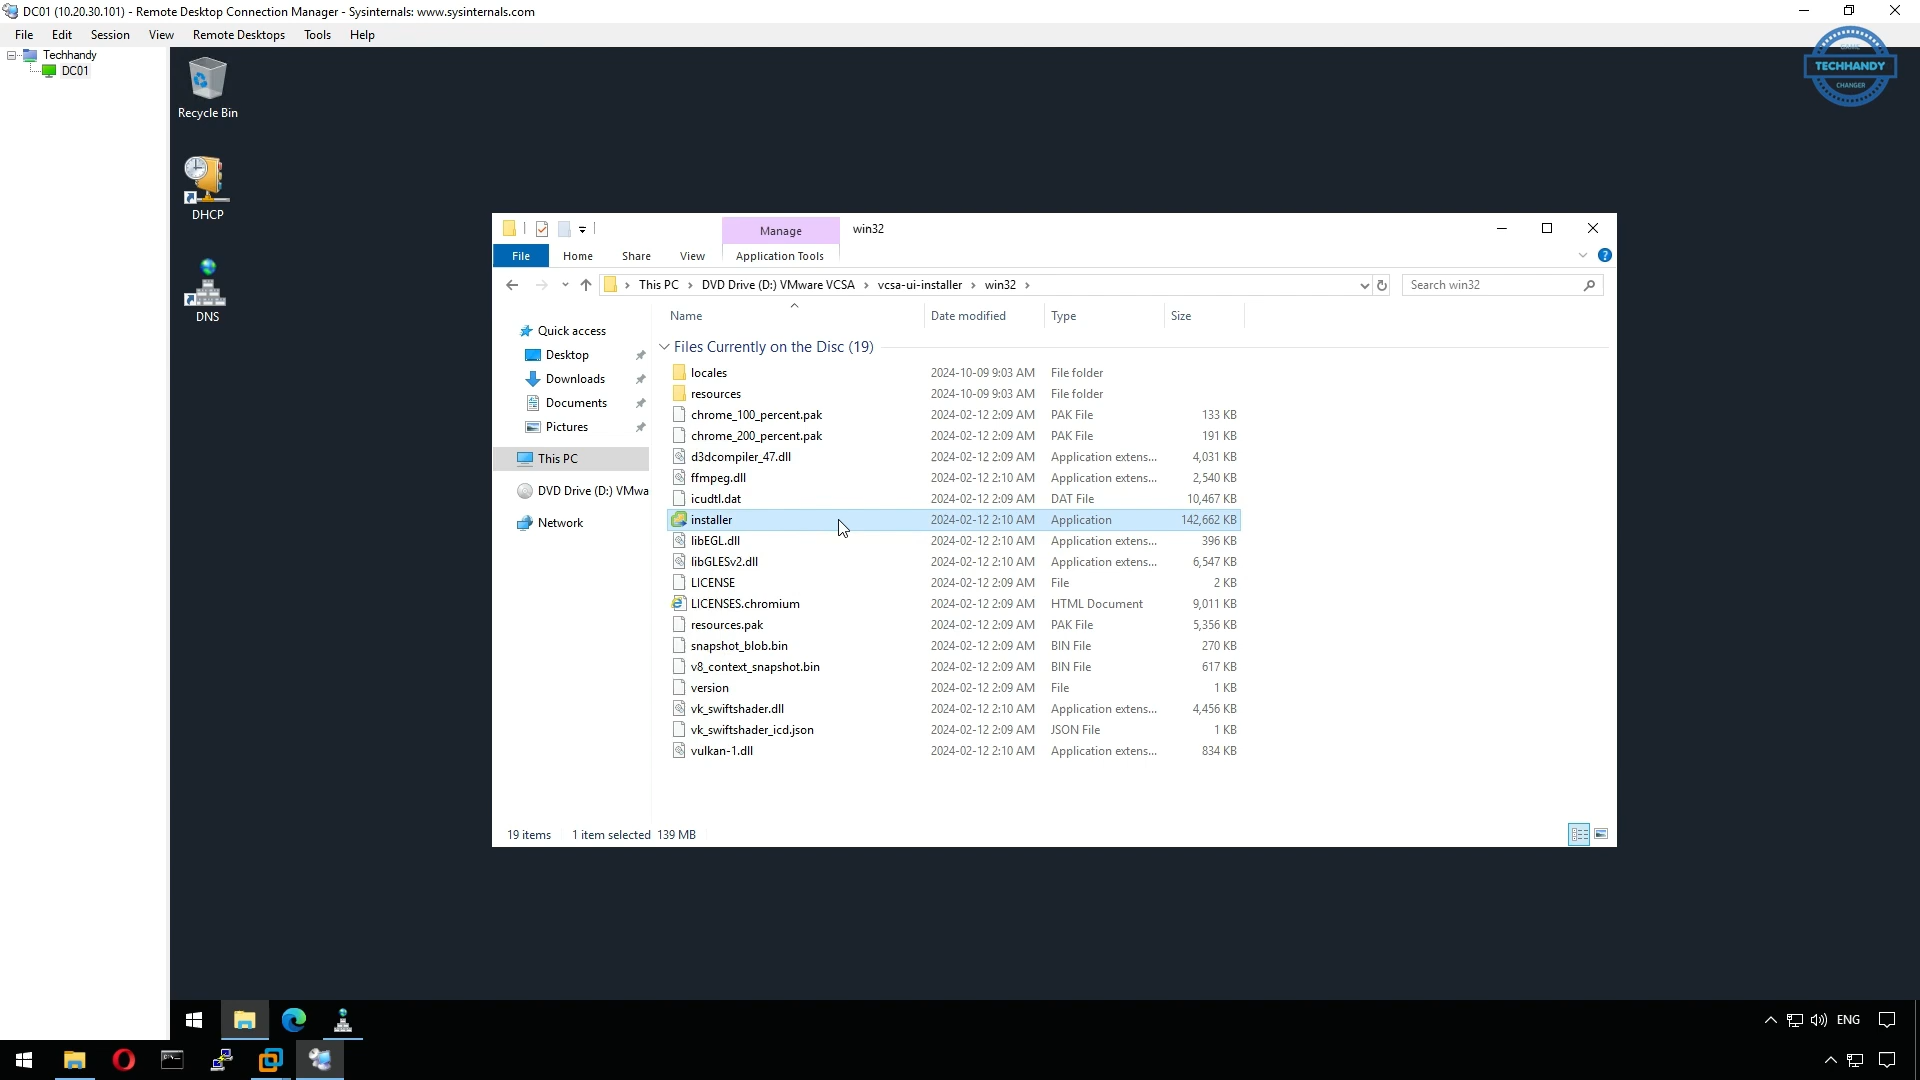 DC01 (10.20.30.101) - Remote Desktop Connection Manager - Sysinternals: www.sysinternals.com
File Edit Session View Remote Desktops Tools Help
Techhandy
DC01
TECHHANDY
CHANGER
Recycle Bin
DHCP
DNS
Manage
win32
File Home Share View Application Tools
This PC › DVD Drive (D:) VMware VCSA › vcsa-ui-installer › win32 ›
Search win32
Quick access
Desktop
Downloads
Documents
Pictures
This PC
DVD Drive (D:) VMwa
Network
Name Date modified Type Size
Files Currently on the Disc (19)
locales 2024-10-09 9:03 AM File folder
resources 2024-10-09 9:03 AM File folder
chrome_100_percent.pak 2024-02-12 2:09 AM PAK File 133 KB
chrome_200_percent.pak 2024-02-12 2:09 AM PAK File 191 KB
d3dcompiler_47.dll 2024-02-12 2:09 AM Application extens... 4,031 KB
ffmpeg.dll 2024-02-12 2:10 AM Application extens... 2,540 KB
icudtl.dat 2024-02-12 2:09 AM DAT File 10,467 KB
installer 2024-02-12 2:10 AM Application 142,662 KB
libEGL.dll 2024-02-12 2:10 AM Application extens... 396 KB
libGLESv2.dll 2024-02-12 2:10 AM Application extens... 6,547 KB
LICENSE 2024-02-12 2:09 AM File 2 KB
LICENSES.chromium 2024-02-12 2:09 AM HTML Document 9,011 KB
resources.pak 2024-02-12 2:09 AM PAK File 5,356 KB
snapshot_blob.bin 2024-02-12 2:09 AM BIN File 270 KB
v8_context_snapshot.bin 2024-02-12 2:09 AM BIN File 617 KB
version 2024-02-12 2:09 AM File 1 KB
vk_swiftshader.dll 2024-02-12 2:10 AM Application extens... 4,456 KB
vk_swiftshader_icd.json 2024-02-12 2:09 AM JSON File 1 KB
vulkan-1.dll 2024-02-12 2:10 AM Application extens... 834 KB
19 items 1 item selected 139 MB
ENG